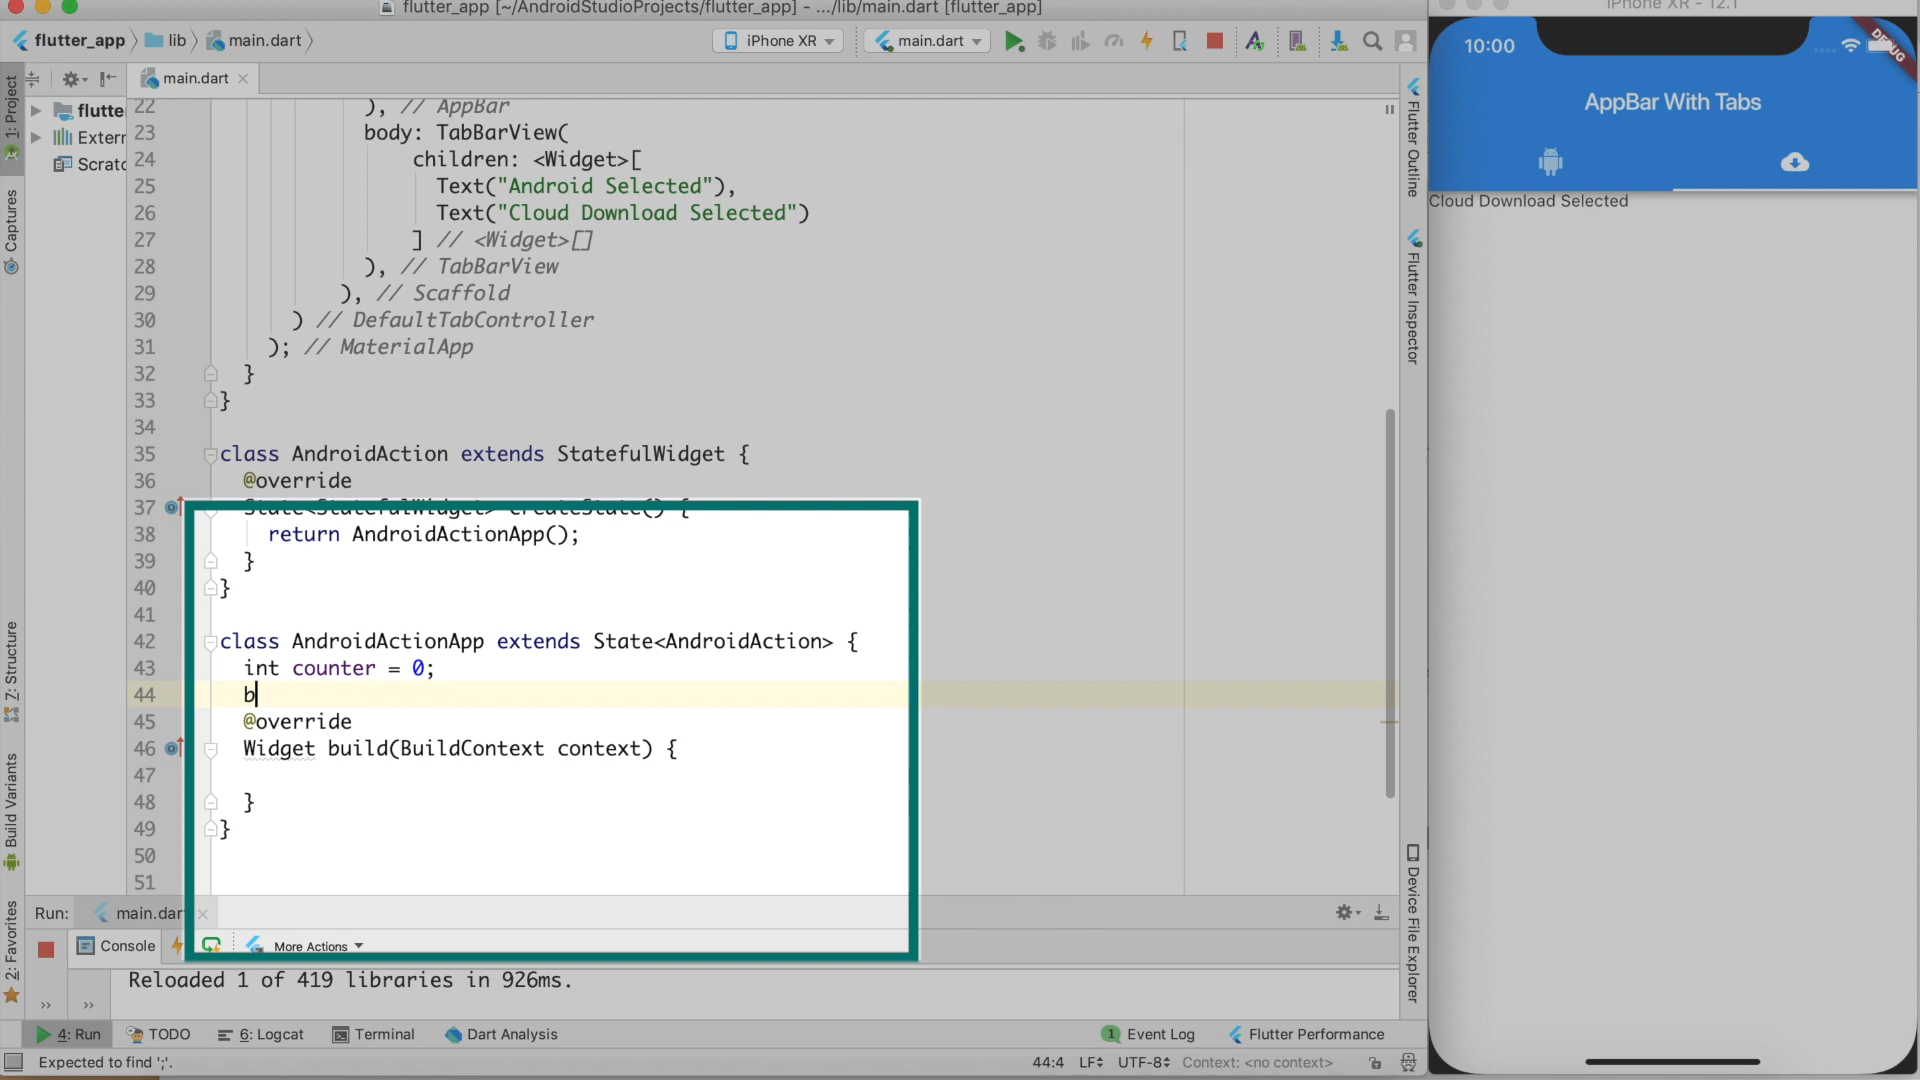 flutter_app [~/AndroidStudioProjects/flutter_app] - .../lib/main.dart [flutter_app]
iPhone XR - 12.1
flutter_app
lib
main.dart
iPhone XR
main.dart
10:00
DEBUG
AppBar With Tabs
Cloud Download Selected
1: Project
Captures
7: Structure
Build Variants
2: Favorites
main.dart
flutter
Extern
Scratc
22 ), // AppBar
23 body: TabBarView(
24 children: <Widget>[
25 Text("Android Selected"),
26 Text("Cloud Download Selected")
27 ] // <Widget>[]
28 ), // TabBarView
29 ), // Scaffold
30 ) // DefaultTabController
31 ); // MaterialApp
32 }
33 }
34
35 class AndroidAction extends StatefulWidget {
36 @override
37 State<StatefulWidget> createState() {
38 return AndroidActionApp();
39 }
40 }
41
42 class AndroidActionApp extends State<AndroidAction> {
43 int counter = 0;
44 b
45 @override
46 Widget build(BuildContext context) {
47
48 }
49 }
50
51
Flutter Outline
Flutter Inspector
Device File Explorer
Run: main.dart
Console
More Actions
Reloaded 1 of 419 libraries in 926ms.
4: Run
TODO
6: Logcat
Terminal
Dart Analysis
1 Event Log
Flutter Performance
Expected to find ';'.
44:4 LF UTF-8 Context: <no context>